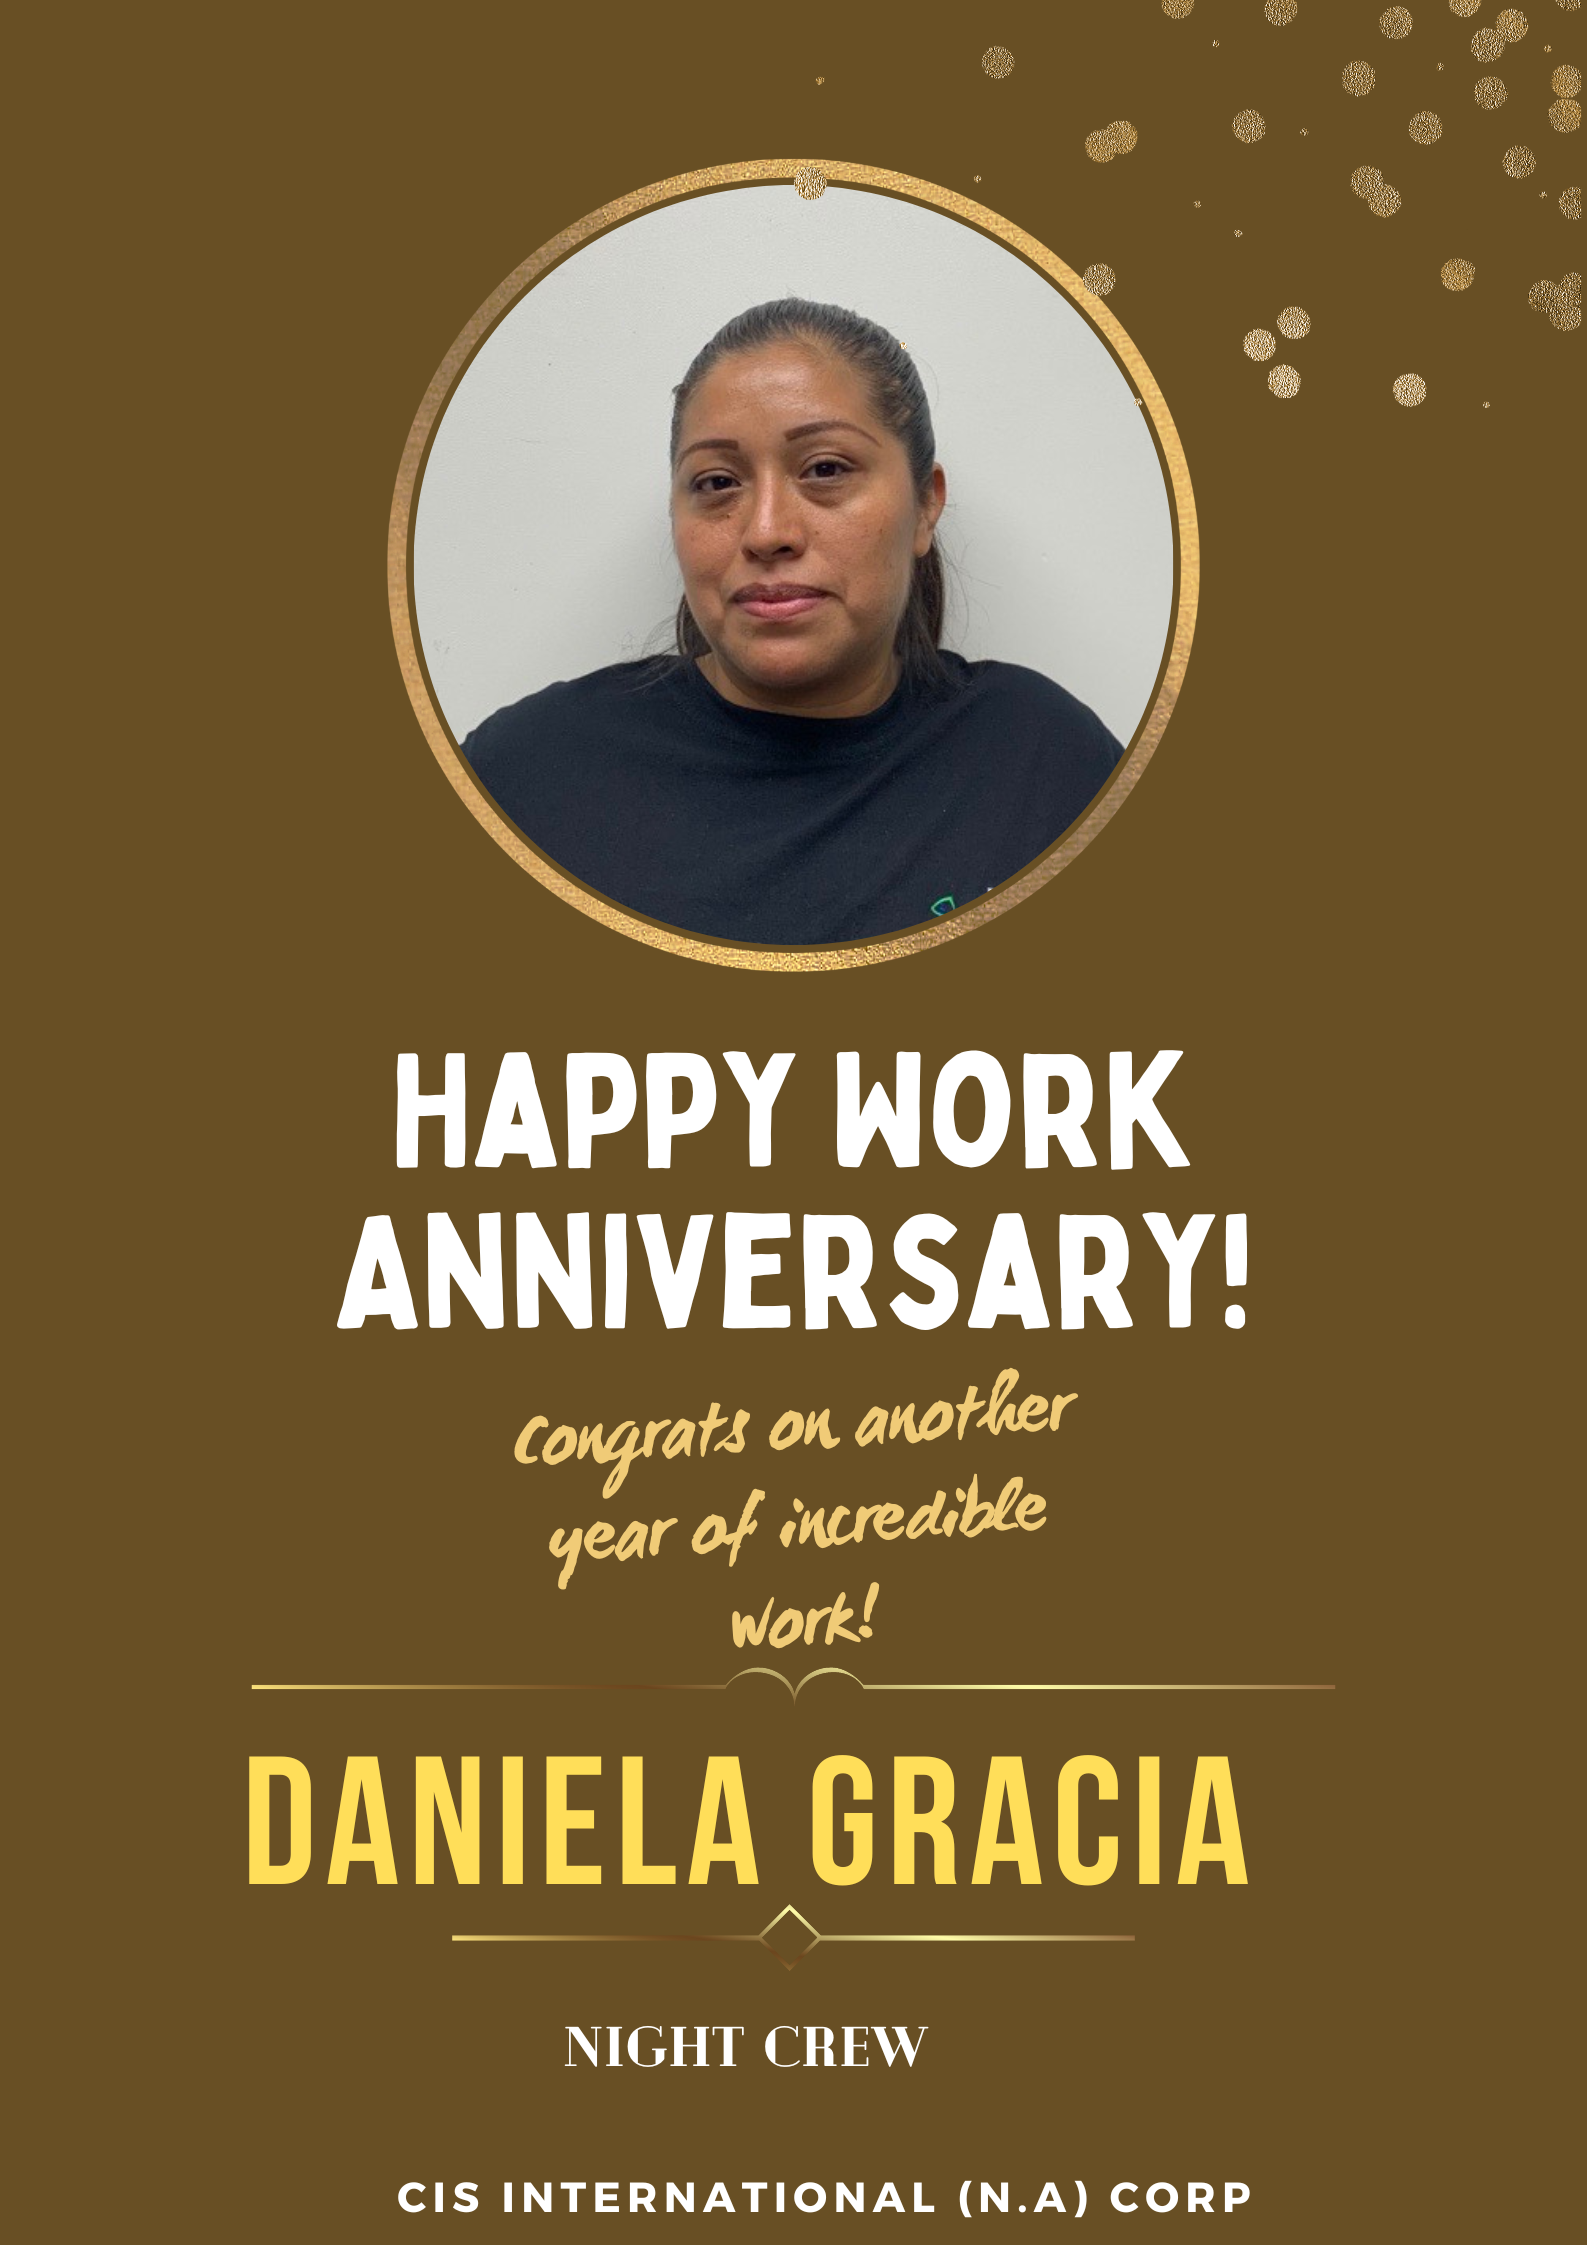 HAPPY WORK
ANNIVERSARY!
Congrats on another
year of incredible
work!
DANIELA GRACIA
NIGHT CREW
CIS INTERNATIONAL (N.A) CORP